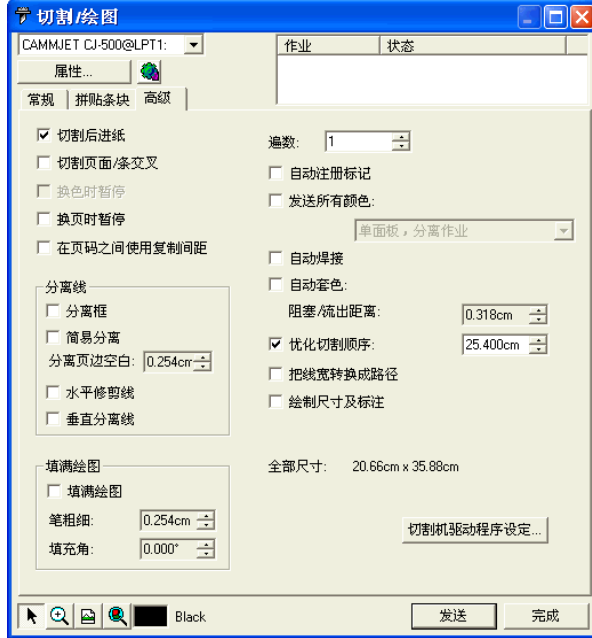 切割/绘图
CAMMJET CJ-500@LPT1:
作业 状态
属性...
常规 拼贴条块 高级
切割后进纸
切割页面/条交叉
换色时暂停
换页时暂停
在页码之间使用复制间距
分离线
分离框
简易分离
分离页边空白: 0.254cm
水平修剪线
垂直分离线
填满绘图
填满绘图
笔粗细: 0.254cm
填充角: 0.000°
遍数: 1
自动注册标记
发送所有颜色:
单面板，分离作业
自动焊接
自动套色:
阻塞/流出距离: 0.318cm
优化切割顺序: 25.400cm
把线宽转换成路径
绘制尺寸及标注
全部尺寸: 20.66cm x 35.88cm
切割机驱动程序设定...
Black
发送 完成